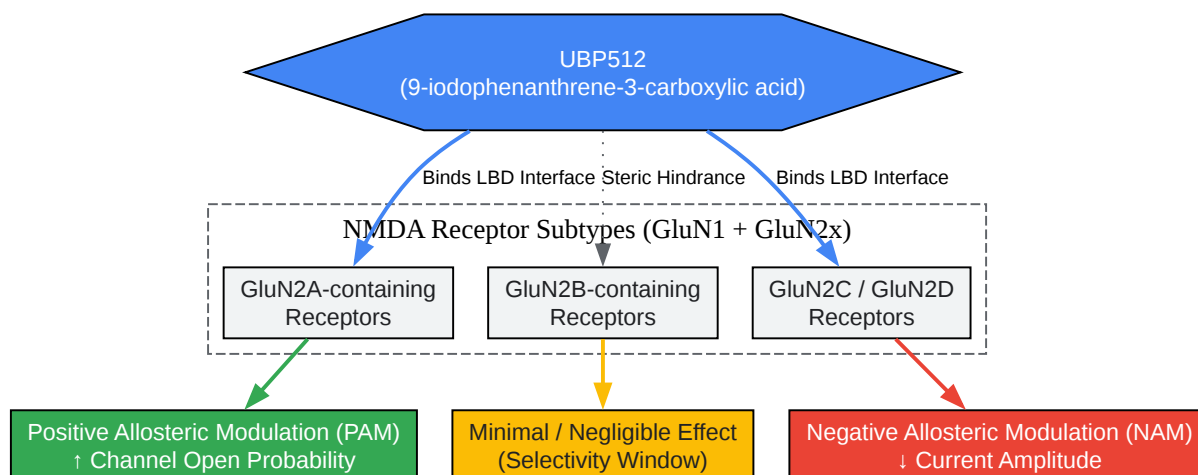 UBP512
(9-iodophenanthrene-3-carboxylic acid)
Binds LBD Interface
Steric Hindrance
Binds LBD Interface
NMDA Receptor Subtypes (GluN1 + GluN2x)
GluN2A-containing
Receptors
GluN2B-containing
Receptors
GluN2C / GluN2D
Receptors
Positive Allosteric Modulation (PAM)
↑ Channel Open Probability
Minimal / Negligible Effect
(Selectivity Window)
Negative Allosteric Modulation (NAM)
↓ Current Amplitude